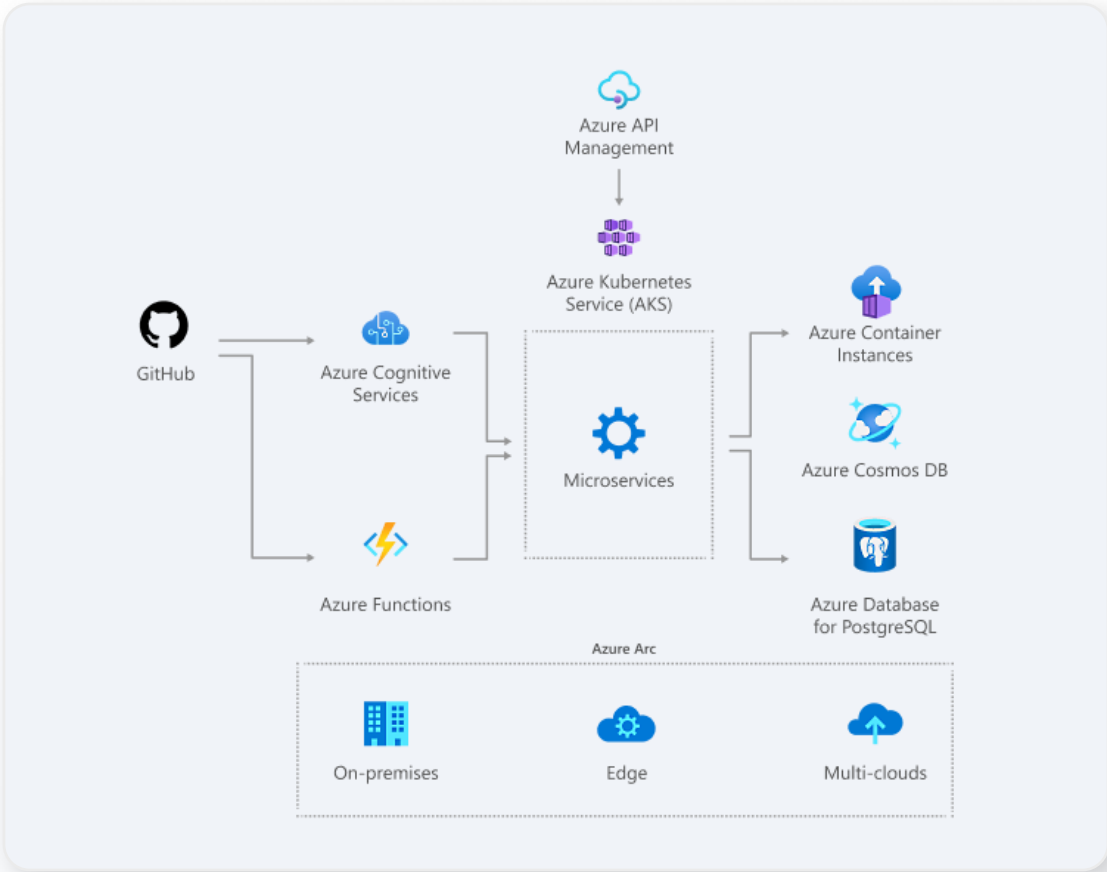 Azure API
Management
Azure Kubernetes
Service (AKS)
GitHub
Azure Cognitive
Services
Azure Functions
Microservices
Azure Container
Instances
Azure Cosmos DB
Azure Database
for PostgreSQL
Azure Arc
On-premises
Edge
Multi-clouds